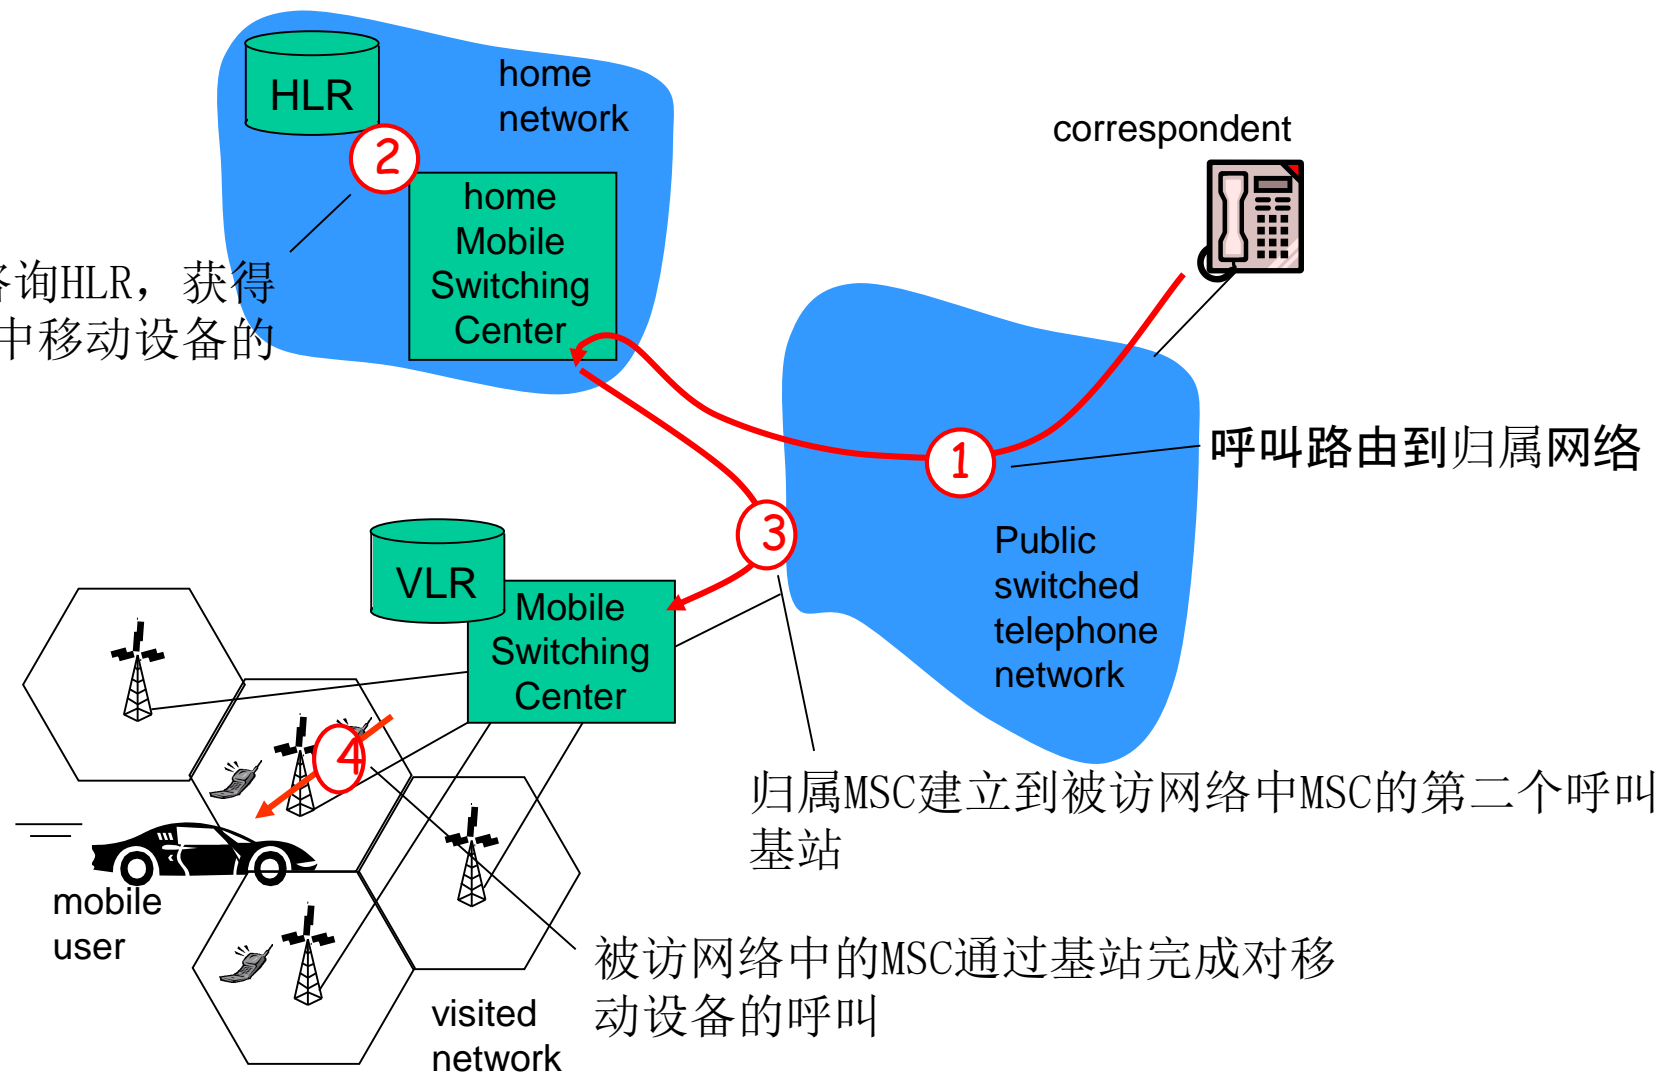 HLR
home
network
2
home
Mobile
Switching
Center
correspondent
询HLR，获得
中移动设备的
1
呼叫路由到归属网络
3
Public
switched
telephone
network
VLR
Mobile
Switching
Center
4
归属MSC建立到被访网络中MSC的第二个呼叫
基站
mobile
user
被访网络中的MSC通过基站完成对移
动设备的呼叫
visited
network